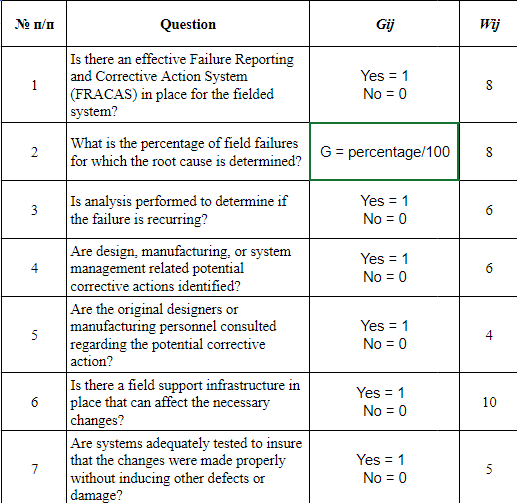 № п/п Question Gij Wij
1 Is there an effective Failure Reporting
and Corrective Action System
(FRACAS) in place for the fielded
system? Yes = 1
No = 0 8
2 What is the percentage of field failures
for which the root cause is determined? G = percentage/100 8
3 Is analysis performed to determine if
the failure is recurring? Yes = 1
No = 0 6
4 Are design, manufacturing, or system
management related potential
corrective actions identified? Yes = 1
No = 0 6
5 Are the original designers or
manufacturing personnel consulted
regarding the potential corrective
action? Yes = 1
No = 0 4
6 Is there a field support infrastructure in
place that can affect the necessary
changes? Yes = 1
No = 0 10
7 Are systems adequately tested to insure
that the changes were made properly
without inducing other defects or
damage? Yes = 1
No = 0 5